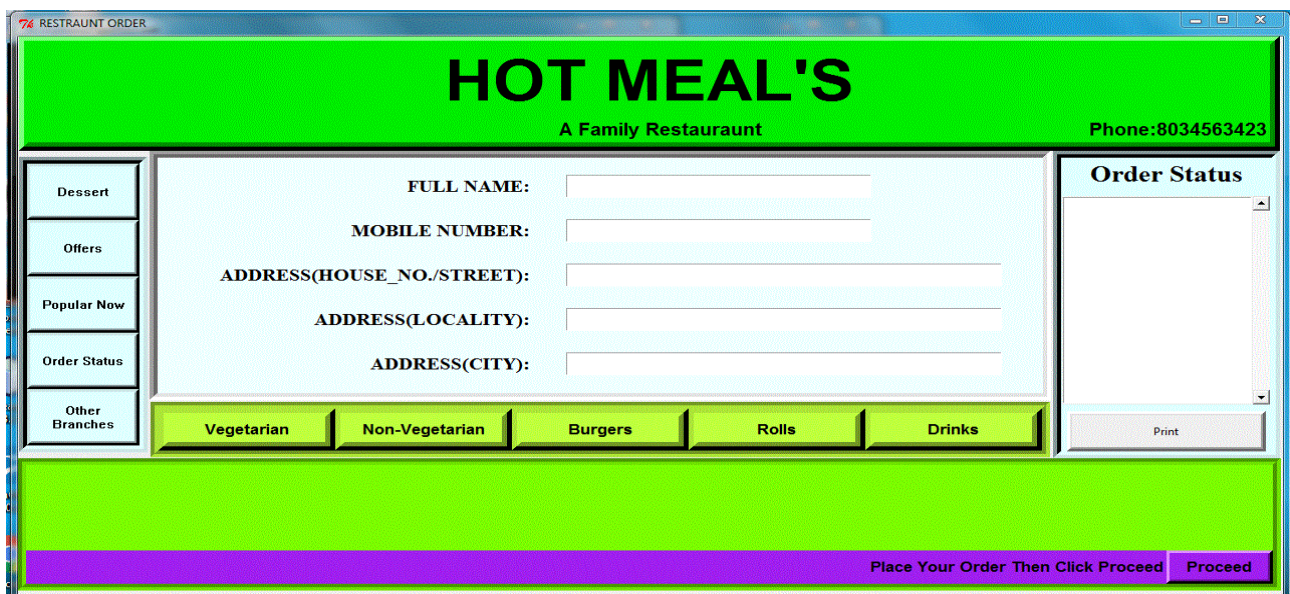 RESTRAUNT ORDER
HOT MEAL'S
A Family Restauraunt
Phone:8034563423
Dessert
Offers
Popular Now
Order Status
Other
Branches
FULL NAME:
MOBILE NUMBER:
ADDRESS(HOUSE_NO./STREET):
ADDRESS(LOCALITY):
ADDRESS(CITY):
Vegetarian
Non-Vegetarian
Burgers
Rolls
Drinks
Order Status
Print
Place Your Order Then Click Proceed
Proceed